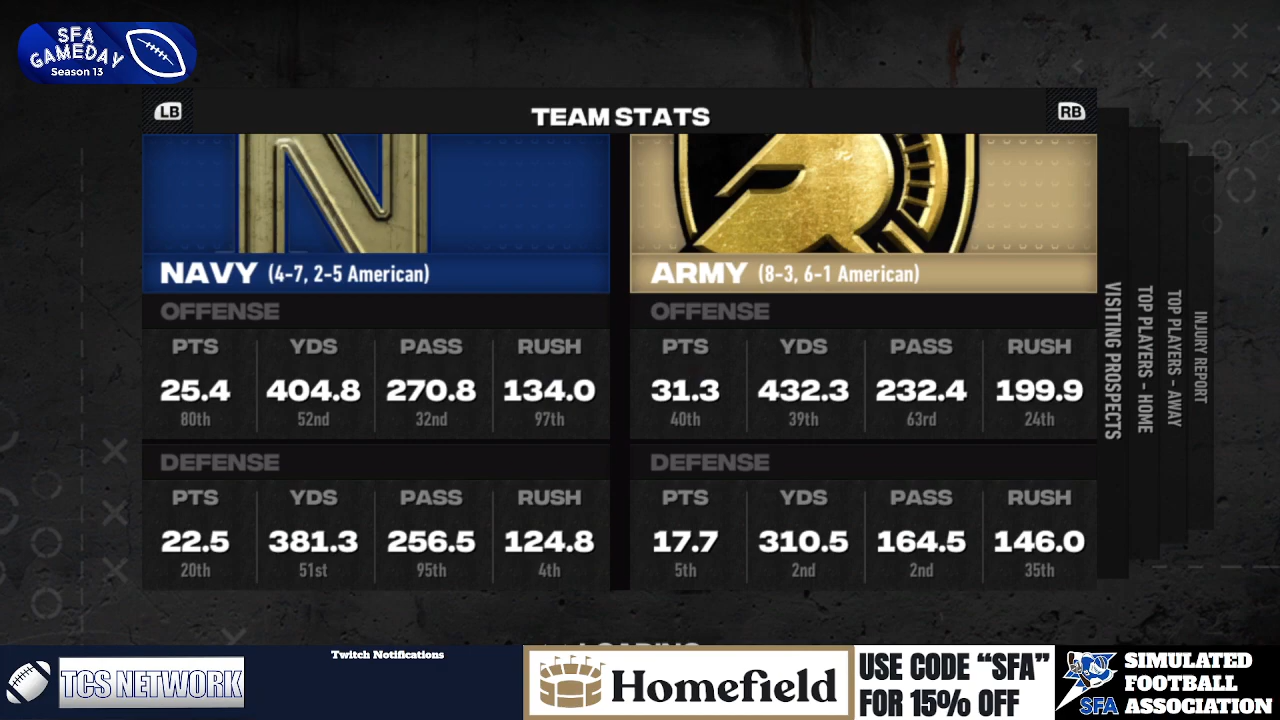 SFA
GAMEDAY
Season 13
LB
TEAM STATS
RB
NAVY (4-7, 2-5 American)
ARMY (8-3, 6-1 American)
OFFENSE
OFFENSE
PTS YDS PASS RUSH
25.4 404.8 270.8 134.0
80th 52nd 32nd 97th
PTS YDS PASS RUSH
31.3 432.3 232.4 199.9
40th 39th 63rd 24th
DEFENSE
DEFENSE
PTS YDS PASS RUSH
22.5 381.3 256.5 124.8
20th 51st 95th 4th
PTS YDS PASS RUSH
17.7 310.5 164.5 146.0
5th 2nd 2nd 35th
VISITING PROSPECTS
TOP PLAYERS - HOME
TOP PLAYERS - AWAY
INJURY REPORT
LOADING
TCS NETWORK
Twitch Notifications
Homefield
USE CODE “SFA”
FOR 15% OFF
SFA
SIMULATED
FOOTBALL
ASSOCIATION